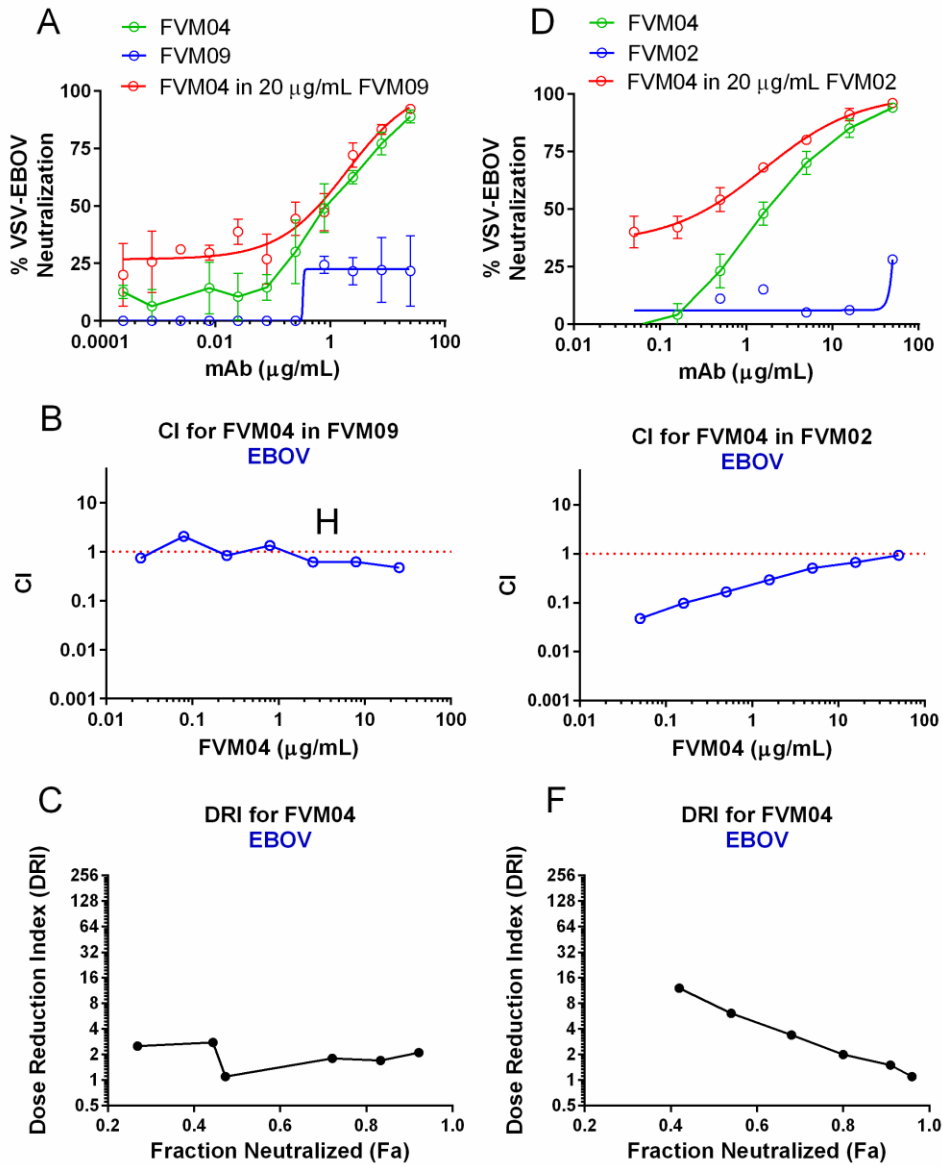 A
FVM04
FVM09
FVM04 in 20 μg/mL FVM09
% VSV-EBOV
Neutralization
100
75
50
25
0
0.0001
0.01
1
100
mAb (μg/mL)
D
FVM04
FVM02
FVM04 in 20 μg/mL FVM02
% VSV-EBOV
Neutralization
100
75
50
25
0
0.01
0.1
1
10
100
mAb (μg/mL)
B
CI for FVM04 in FVM09
EBOV
H
CI
10
1
0.1
0.01
0.001
0.01
0.1
1
10
100
FVM04 (μg/mL)
CI for FVM04 in FVM02
EBOV
CI
10
1
0.1
0.01
0.001
0.01
0.1
1
10
100
FVM04 (μg/mL)
C
DRI for FVM04
EBOV
Dose Reduction Index (DRI)
256
128
64
32
16
8
4
2
1
0.5
0.2
0.4
0.6
0.8
1.0
Fraction Neutralized (Fa)
F
DRI for FVM04
EBOV
Dose Reduction Index (DRI)
256
128
64
32
16
8
4
2
1
0.5
0.2
0.4
0.6
0.8
1.0
Fraction Neutralized (Fa)